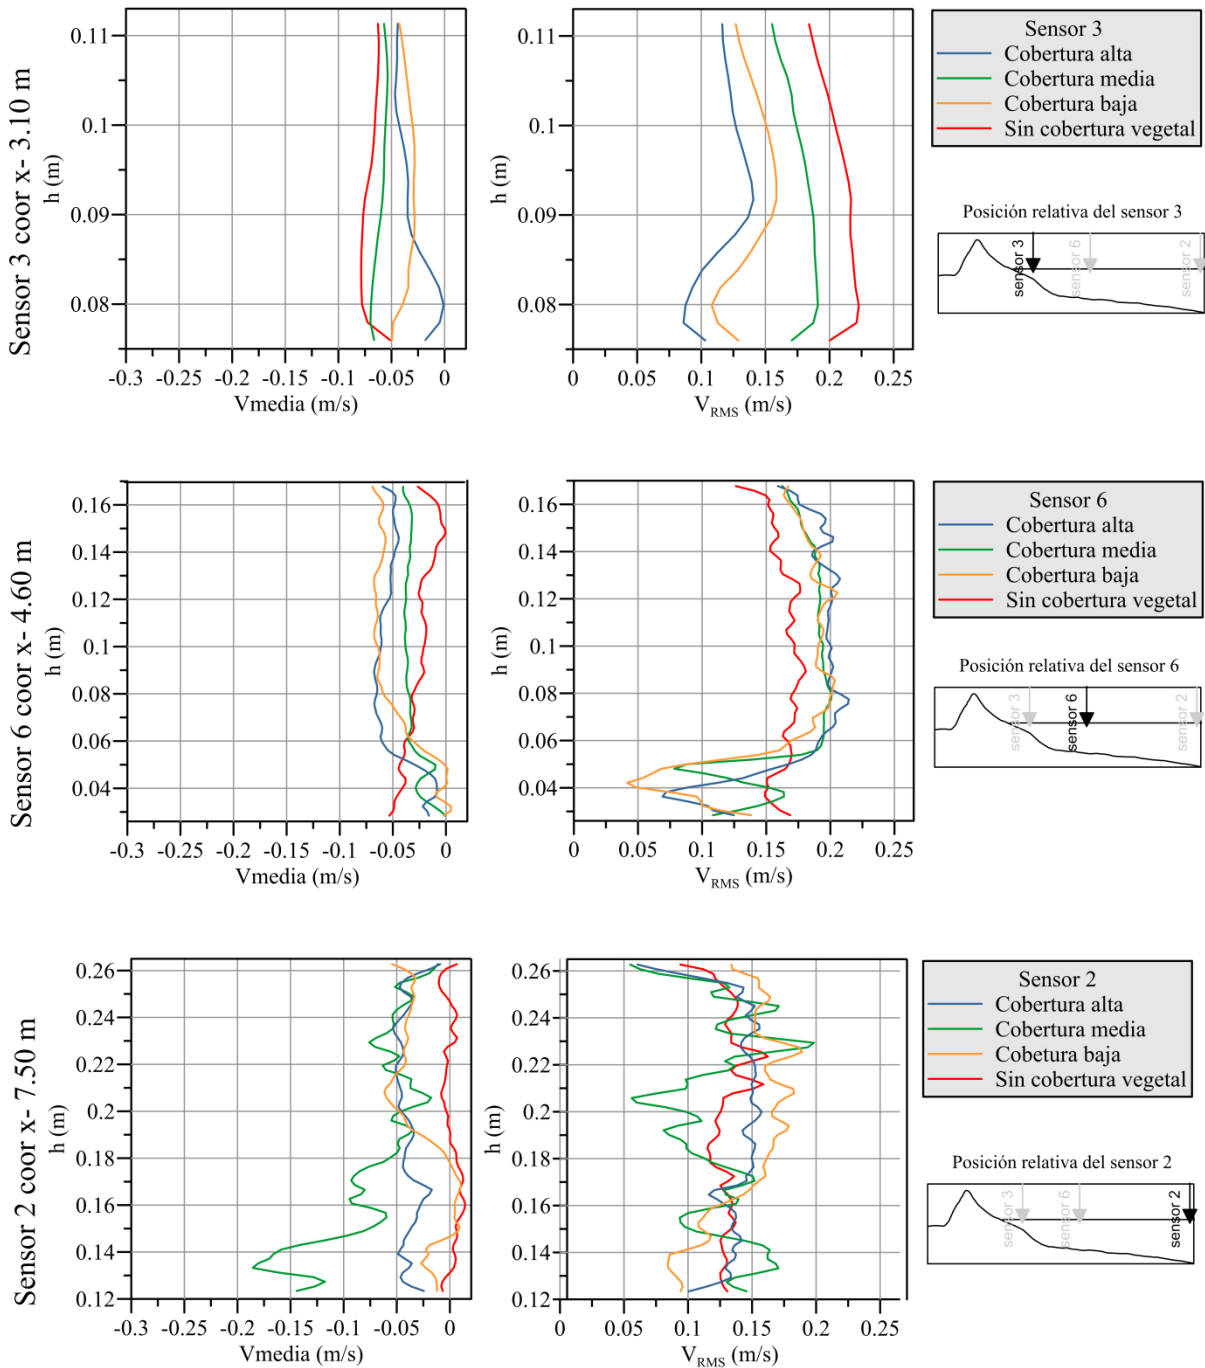 Sensor 3 coor x- 3.10 m
h (m)
0.11
0.1
0.09
0.08
-0.3 -0.25 -0.2 -0.15 -0.1 -0.05 0
Vmedia (m/s)
h (m)
0.11
0.1
0.09
0.08
0 0.05 0.1 0.15 0.2 0.25
VRMS (m/s)
Sensor 3
Cobertura alta
Cobertura media
Cobertura baja
Sin cobertura vegetal
Posición relativa del sensor 3
sensor 3
sensor 6
sensor 2
Sensor 6 coor x- 4.60 m
h (m)
0.16
0.14
0.12
0.1
0.08
0.06
0.04
-0.3 -0.25 -0.2 -0.15 -0.1 -0.05 0
Vmedia (m/s)
h (m)
0.16
0.14
0.12
0.1
0.08
0.06
0.04
0 0.05 0.1 0.15 0.2 0.25
VRMS (m/s)
Sensor 6
Cobertura alta
Cobertura media
Cobertura baja
Sin cobertura vegetal
Posición relativa del sensor 6
sensor 3
sensor 6
sensor 2
Sensor 2 coor x- 7.50 m
h (m)
0.26
0.24
0.22
0.2
0.18
0.16
0.14
0.12
-0.3 -0.25 -0.2 -0.15 -0.1 -0.05 0
Vmedia (m/s)
h (m)
0.26
0.24
0.22
0.2
0.18
0.16
0.14
0.12
0 0.05 0.1 0.15 0.2 0.25
VRMS (m/s)
Sensor 2
Cobertura alta
Cobertura media
Cobetura baja
Sin cobertura vegetal
Posición relativa del sensor 2
sensor 3
sensor 6
sensor 2